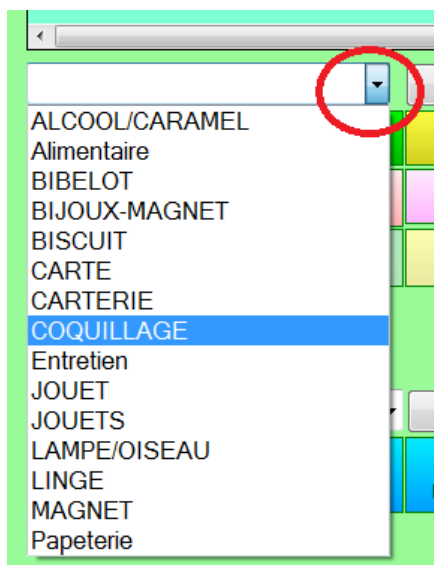 ALCOOL/CARAMEL
Alimentaire
BIBELOT
BIJOUX-MAGNET
BISCUIT
CARTE
CARTERIE
COQUILLAGE
Entretien
JOUET
JOUETS
LAMPE/OISEAU
LINGE
MAGNET
Papeterie